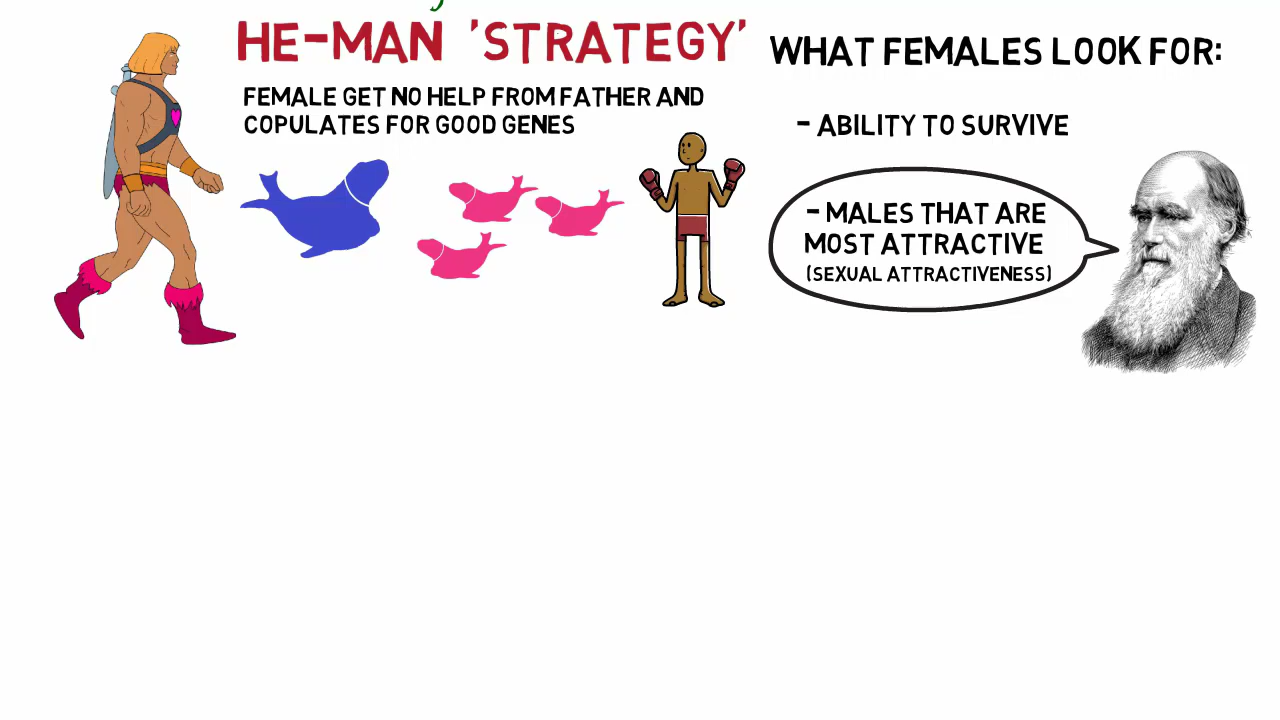 HE-MAN 'STRATEGY'
FEMALE GET NO HELP FROM FATHER AND
COPULATES FOR GOOD GENES
WHAT FEMALES LOOK FOR:
- ABILITY TO SURVIVE
- MALES THAT ARE
MOST ATTRACTIVE
(SEXUAL ATTRACTIVENESS)